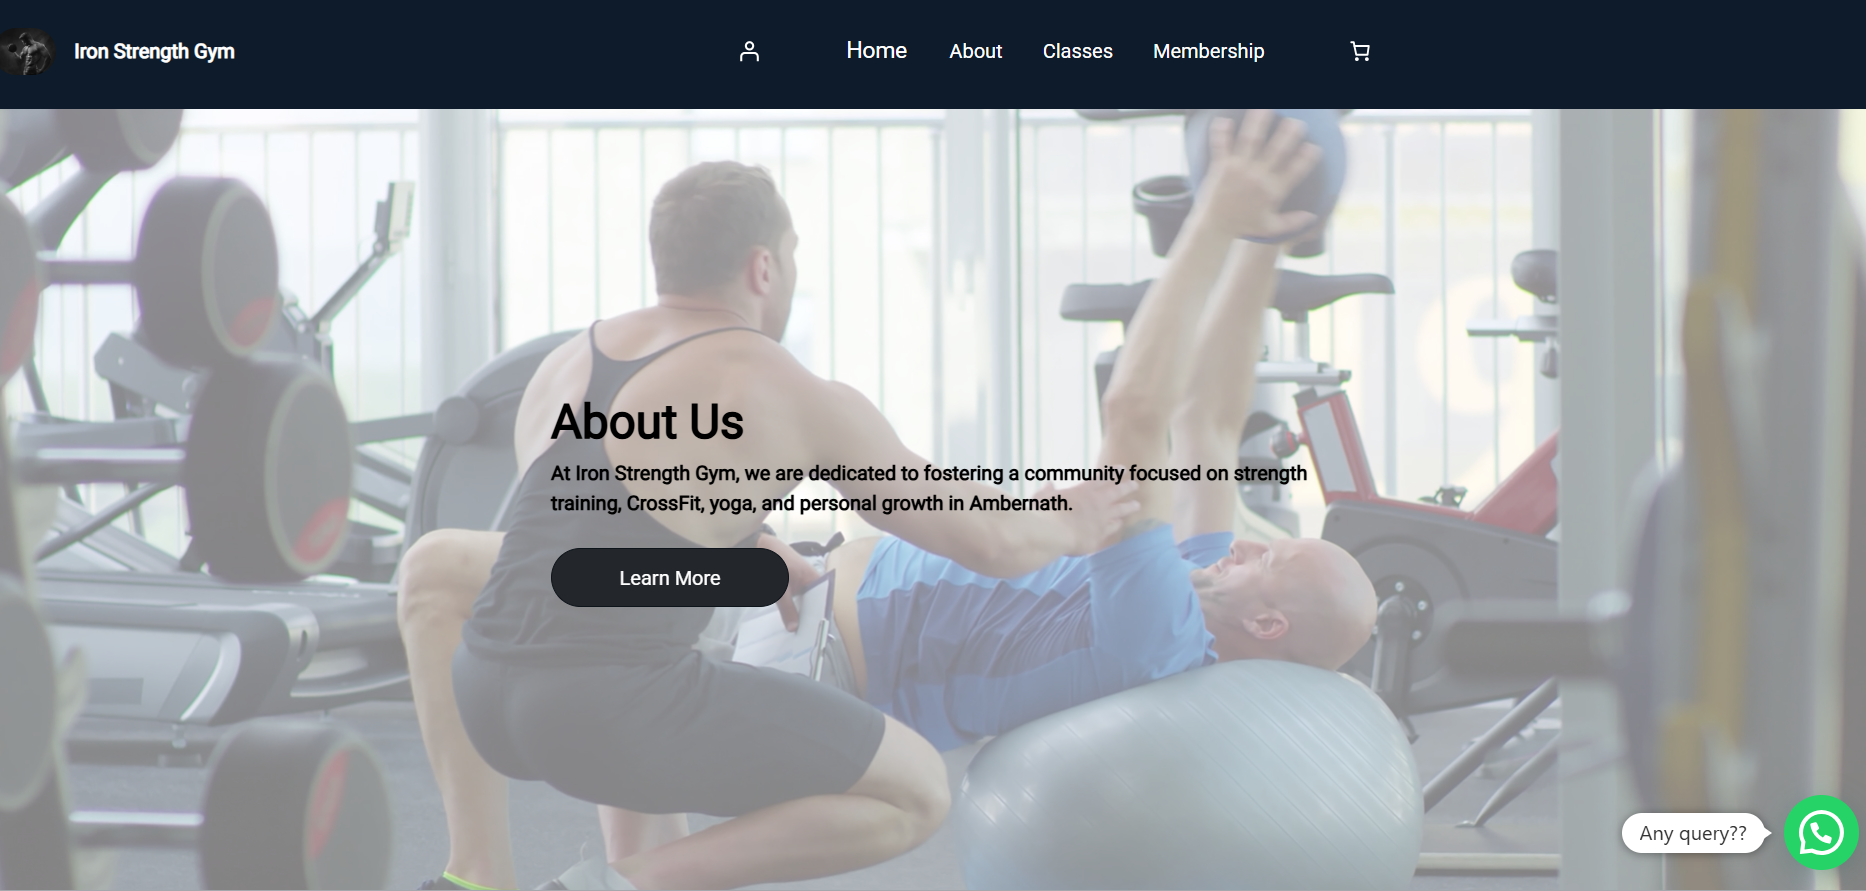 Iron Strength Gym
Home
About
Classes
Membership
About Us
At Iron Strength Gym, we are dedicated to fostering a community focused on strength
training, CrossFit, yoga, and personal growth in Ambernath.
Learn More
Any query??